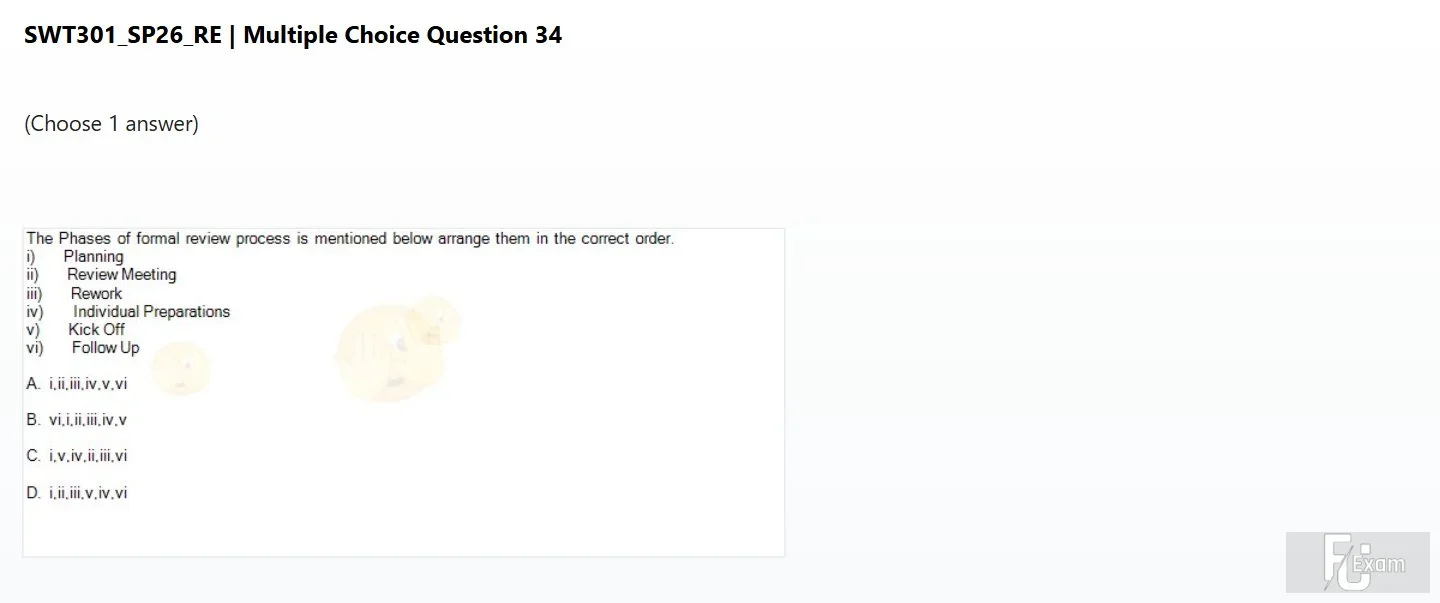 SWT301_SP26_RE | Multiple Choice Question 34
(Choose 1 answer)
The Phases of formal review process is mentioned below arrange them in the correct order.
i) Planning
ii) Review Meeting
iii) Rework
iv) Individual Preparations
v) Kick Off
vi) Follow Up
A. i,ii,iii,iv,v,vi
B. vi,i,ii,iii,iv,v
C. i,v,iv,ii,iii,vi
D. i,ii,iii,v,iv,vi
FU Exam